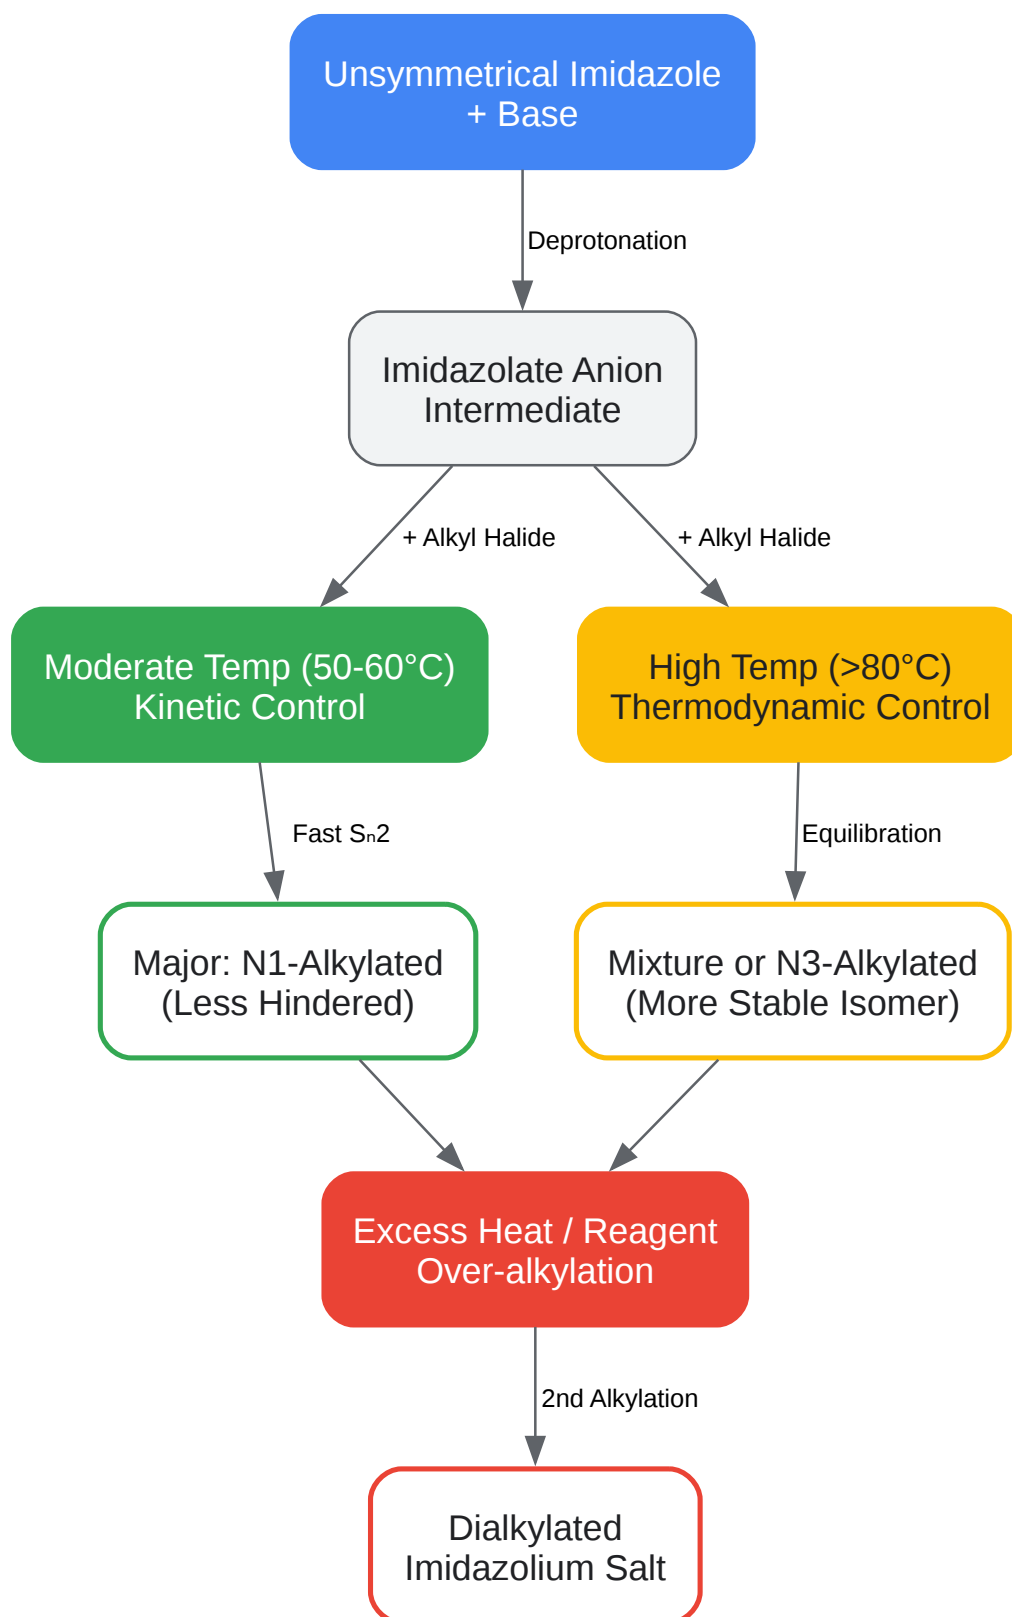 Unsymmetrical Imidazole
+ Base
Deprotonation
Imidazolate Anion
Intermediate
+ Alkyl Halide
+ Alkyl Halide
Moderate Temp (50-60°C)
Kinetic Control
High Temp (>80°C)
Thermodynamic Control
Fast Sₙ2
Equilibration
Major: N1-Alkylated
(Less Hindered)
Mixture or N3-Alkylated
(More Stable Isomer)
Excess Heat / Reagent
Over-alkylation
2nd Alkylation
Dialkylated
Imidazolium Salt